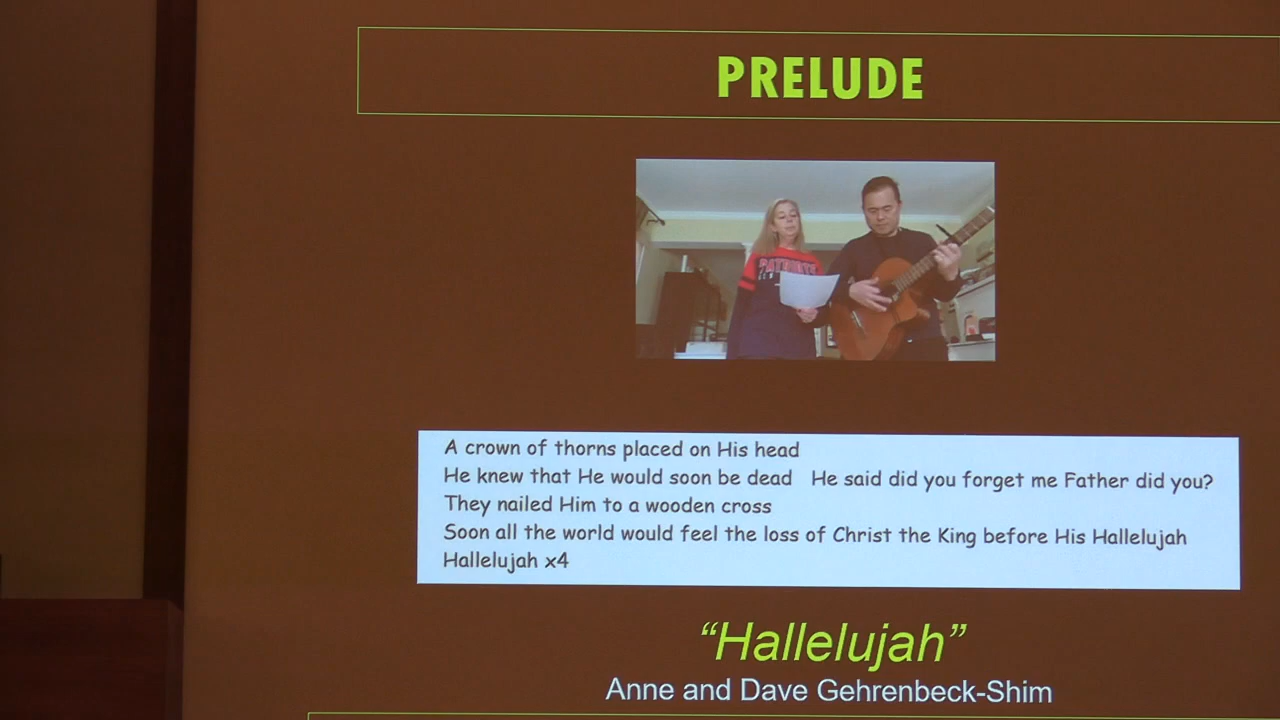 PRELUDE
PATRIOTS
A crown of thorns placed on His head
He knew that He would soon be dead He said did you forget me Father did you?
They nailed Him to a wooden cross
Soon all the world would feel the loss of Christ the King before His Hallelujah
Hallelujah x4
“Hallelujah”
Anne and Dave Gehrenbeck-Shim